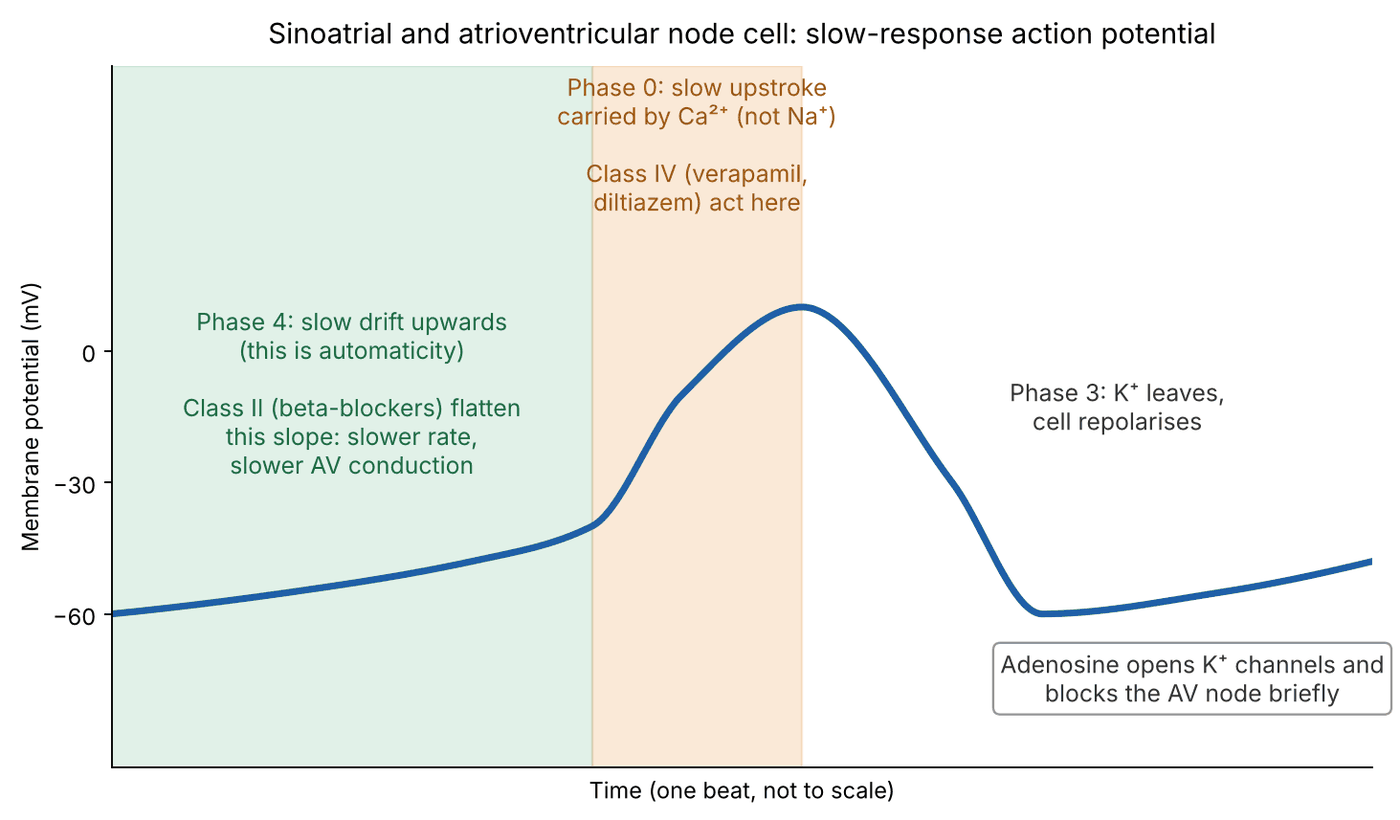 Sinoatrial and atrioventricular node cell: slow-response action potential
Phase 0: slow upstroke
carried by Ca²⁺ (not Na⁺)
Class IV (verapamil,
diltiazem) act here
Phase 4: slow drift upwards
(this is automaticity)
Class II (beta-blockers) flatten
this slope: slower rate,
slower AV conduction
Phase 3: K⁺ leaves,
cell repolarises
Adenosine opens K⁺ channels and
blocks the AV node briefly
Membrane potential (mV)
0
−30
−60
Time (one beat, not to scale)